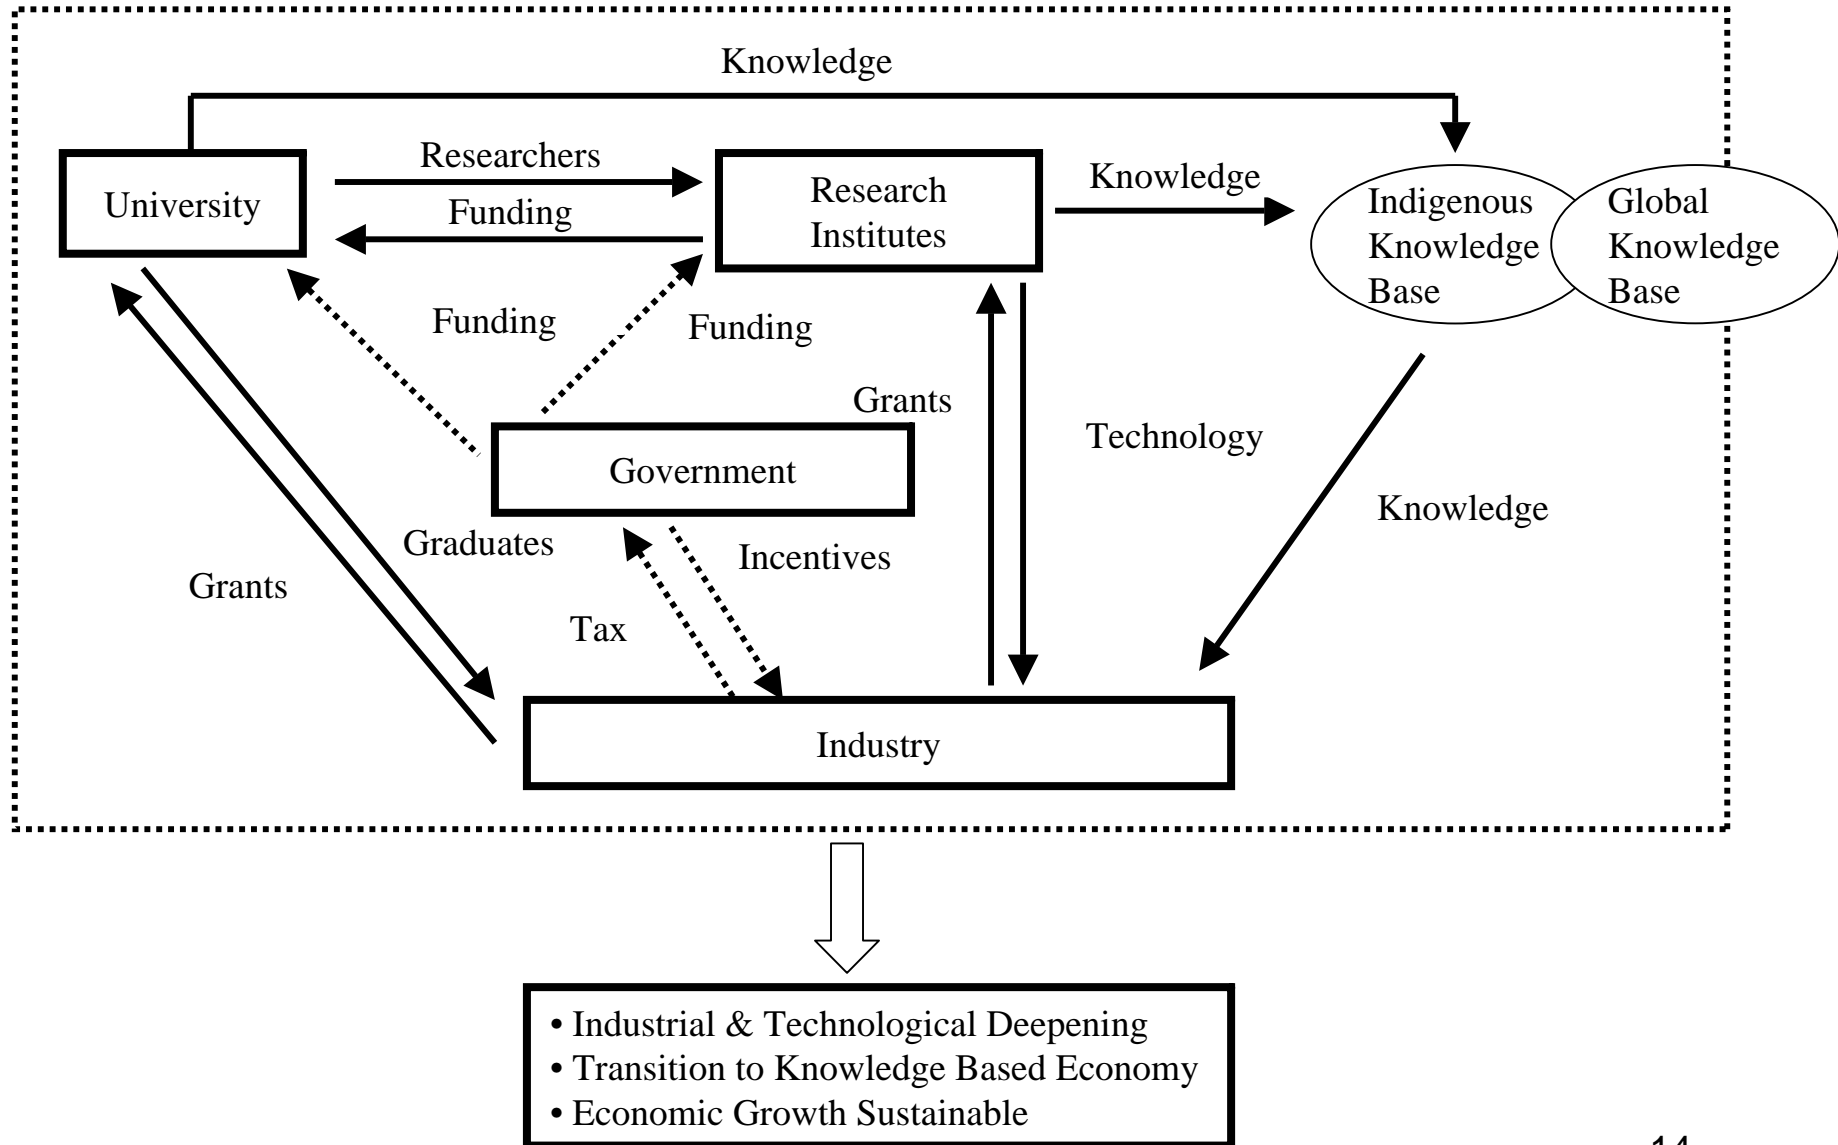 Knowledge
Researchers
University
Funding
Research
Institutes
Knowledge
Indigenous
Knowledge
Base
Global
Knowledge
Base
Funding
Funding
Grants
Technology
Government
Knowledge
Graduates
Incentives
Grants
Tax
Industry
• Industrial & Technological Deepening
• Transition to Knowledge Based Economy
• Economic Growth Sustainable
14